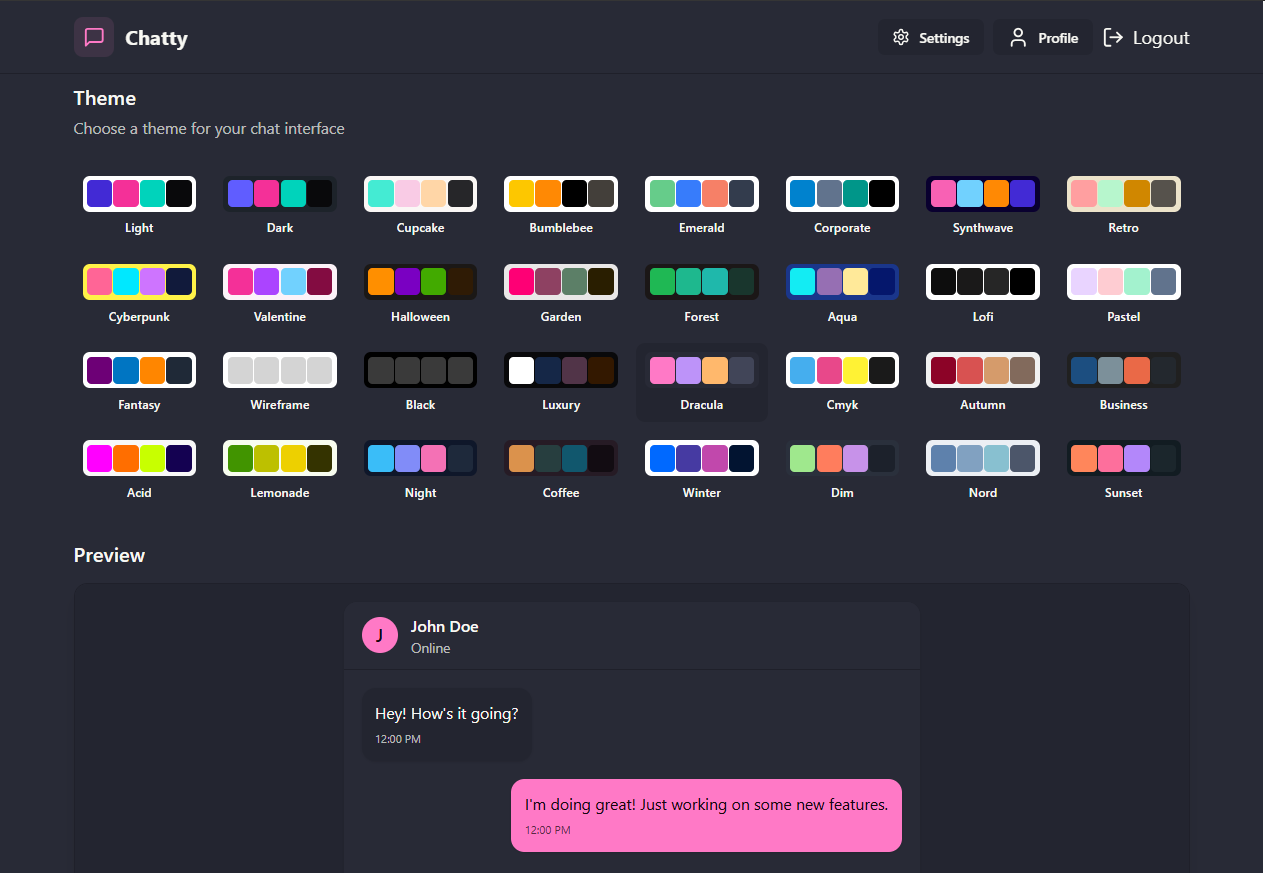 Chatty
Settings Profile Logout
Theme
Choose a theme for your chat interface
Light Dark Cupcake Bumblebee Emerald Corporate Synthwave Retro
Cyberpunk Valentine Halloween Garden Forest Aqua Lofi Pastel
Fantasy Wireframe Black Luxury Dracula Cmyk Autumn Business
Acid Lemonade Night Coffee Winter Dim Nord Sunset
Preview
J
John Doe
Online
Hey! How's it going?
12:00 PM
I'm doing great! Just working on some new features.
12:00 PM